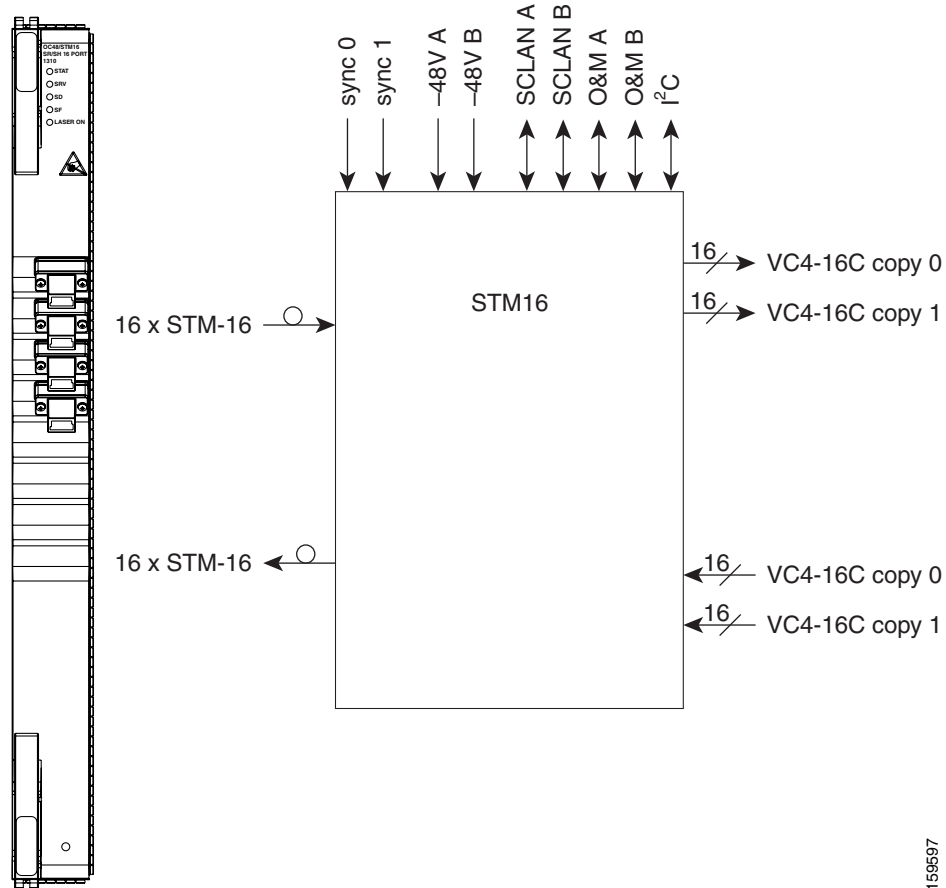 OC48/STM16
SR/SH 16 PORT
1310
STAT
SRV
SD
SF
LASER ON
sync 0
sync 1
–48V A
–48V B
SCLAN A
SCLAN B
O&M A
O&M B
I²C
STM16
16 x STM-16
16 x STM-16
16
VC4-16C copy 0
16
VC4-16C copy 1
16
VC4-16C copy 0
16
VC4-16C copy 1
159597